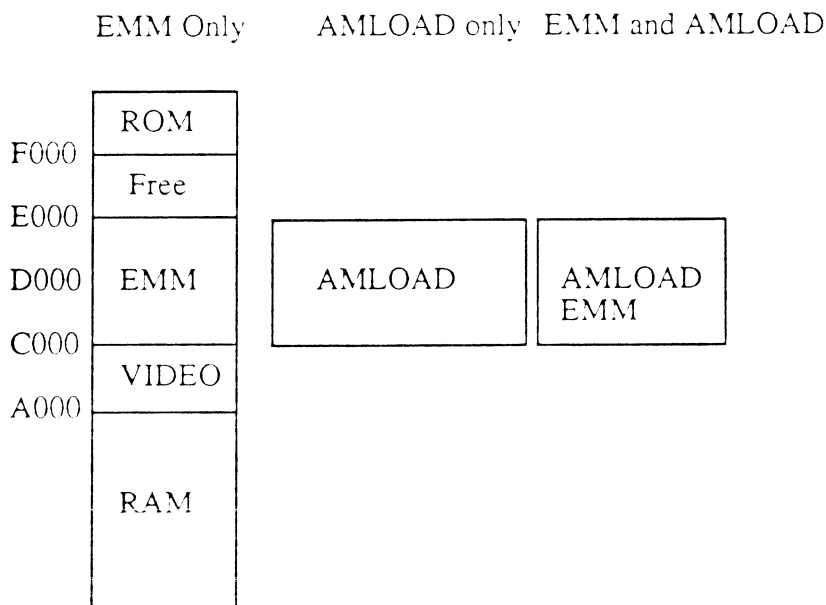 EMM Only AMLOAD only EMM and AMLOAD
ROM
F000
Free
E000
D000 EMM AMLOAD AMLOAD
EMM
C000
VIDEO
A000
RAM